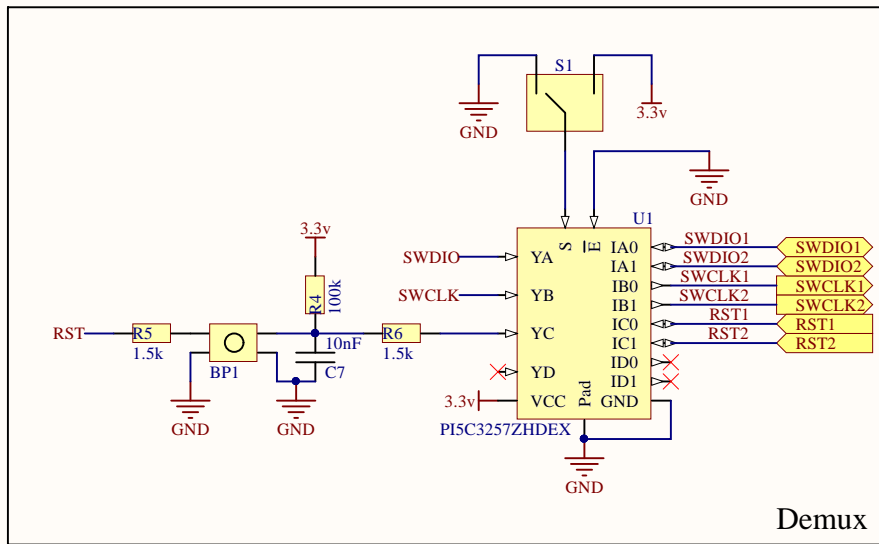 S1
GND
3.3v
GND
U1
3.3v
S
E
SWDIO
YA
IA0
SWDIO1
SWDIO1
R4
100k
IA1
SWDIO2
SWDIO2
SWCLK
YB
IB0
SWCLK1
SWCLK1
IB1
SWCLK2
SWCLK2
RST
R5
1.5k
BP1
10nF
C7
R6
1.5k
YC
IC0
RST1
RST1
IC1
RST2
RST2
YD
ID0
ID1
3.3v
VCC
Pad
GND
GND
GND
PI5C3257ZHDEX
GND
Demux